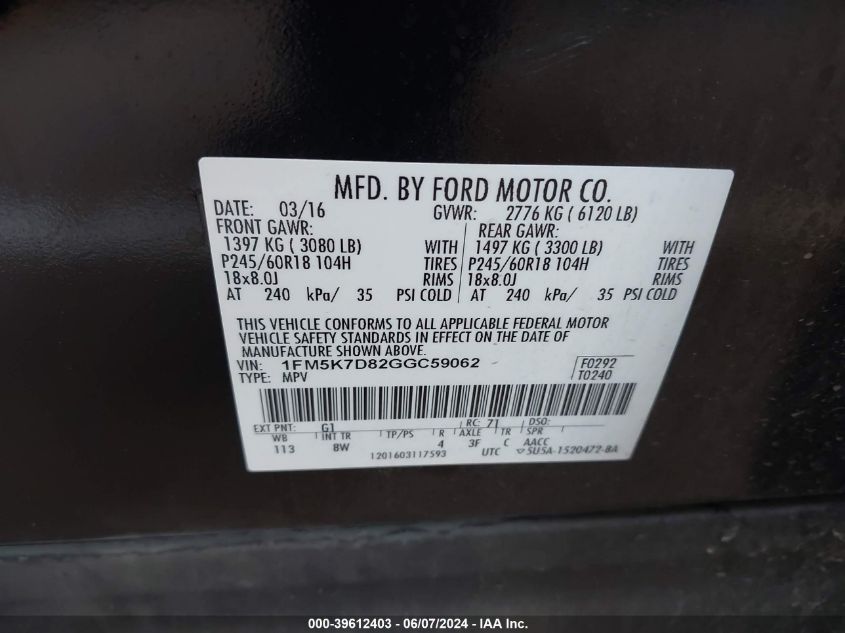 MFD. BY FORD MOTOR CO.
DATE: 03/16 GVWR: 2776 KG ( 6120 LB)
FRONT GAWR: REAR GAWR:
1397 KG ( 3080 LB) WITH 1497 KG ( 3300 LB) WITH
P245/60R18 104H TIRES P245/60R18 104H TIRES
18x8.0J RIMS 18x8.0J RIMS
AT 240 kPa/ 35 PSI COLD AT 240 kPa/ 35 PSI COLD
THIS VEHICLE CONFORMS TO ALL APPLICABLE FEDERAL MOTOR
VEHICLE SAFETY STANDARDS IN EFFECT ON THE DATE OF
MANUFACTURE SHOWN ABOVE.
VIN: 1FM5K7D82GGC59062 F0292
TYPE: MPV T0240
EXT PNT: G1 RC: 71 DSO:
WB INT TR TP/PS R AXLE TR SPR
113 8W 4 3F C AACC
1201603117593 UTC 5U5A-1520472-BA
000-39612403 - 06/07/2024 - IAA Inc.